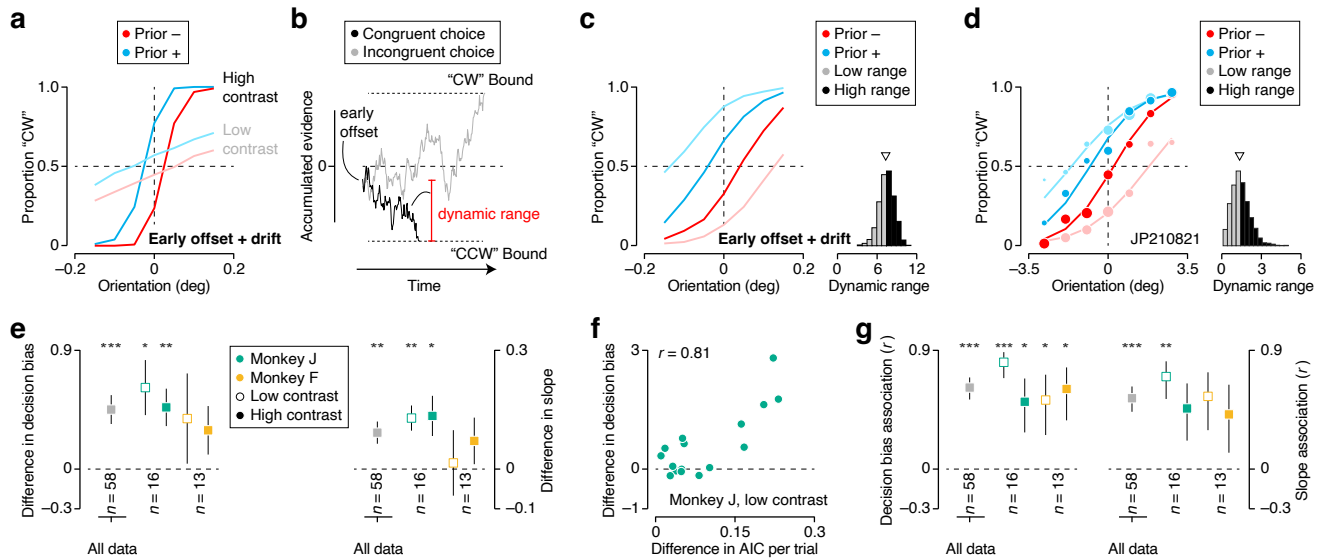 a
Prior –
Prior +
1.0
0.5
0
Proportion “CW”
High
contrast
Low
contrast
Early offset + drift
–0.2
0
0.2
Orientation (deg)
b
Congruent choice
Incongruent choice
“CW” Bound
early
offset
0
Accumulated evidence
dynamic range
“CCW” Bound
Time
c
Prior –
Prior +
Low range
High range
1.0
0.5
0
Proportion “CW”
Early offset + drift
–0.2
0
0.2
Orientation (deg)
0
6
12
Dynamic range
d
Prior –
Prior +
Low range
High range
1.0
0.5
0
Proportion “CW”
JP210821
–3.5
0
3.5
Orientation (deg)
0
3
6
Dynamic range
e
0.9
0
–0.3
Difference in decision bias
***
*
**
Monkey J
Monkey F
Low contrast
High contrast
**
**
*
0.3
0
–0.1
Difference in slope
n = 58
n = 16
n = 13
n = 58
n = 16
n = 13
All data
All data
f
3
0
–1
Difference in decision bias
r = 0.81
Monkey J, low contrast
0
0.15
0.3
Difference in AIC per trial
g
0.9
0
–0.3
Decision bias association (r)
***
***
*
*
*
***
**
0.9
0
–0.3
Slope association (r)
n = 58
n = 16
n = 13
n = 58
n = 16
n = 13
All data
All data